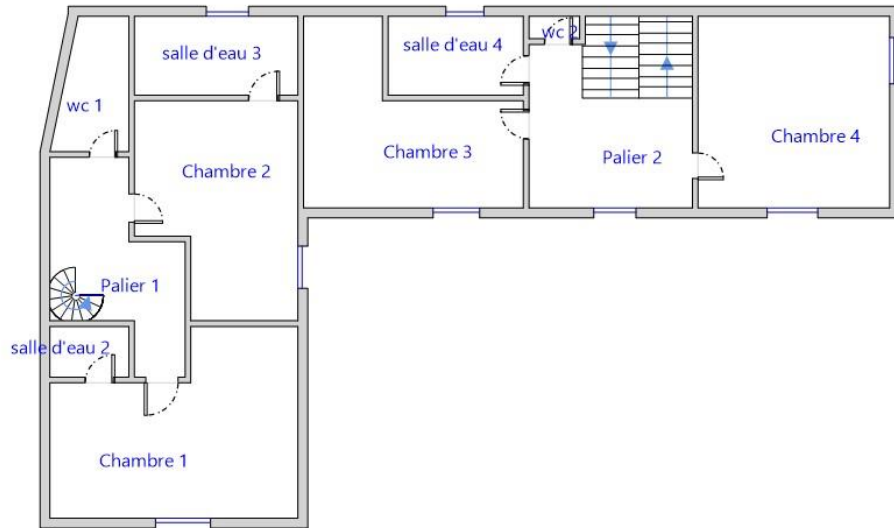 salle d'eau 3
salle d'eau 4
wc 2
wc 1
Chambre 2
Chambre 3
Palier 2
Chambre 4
Palier 1
salle d'eau 2
Chambre 1